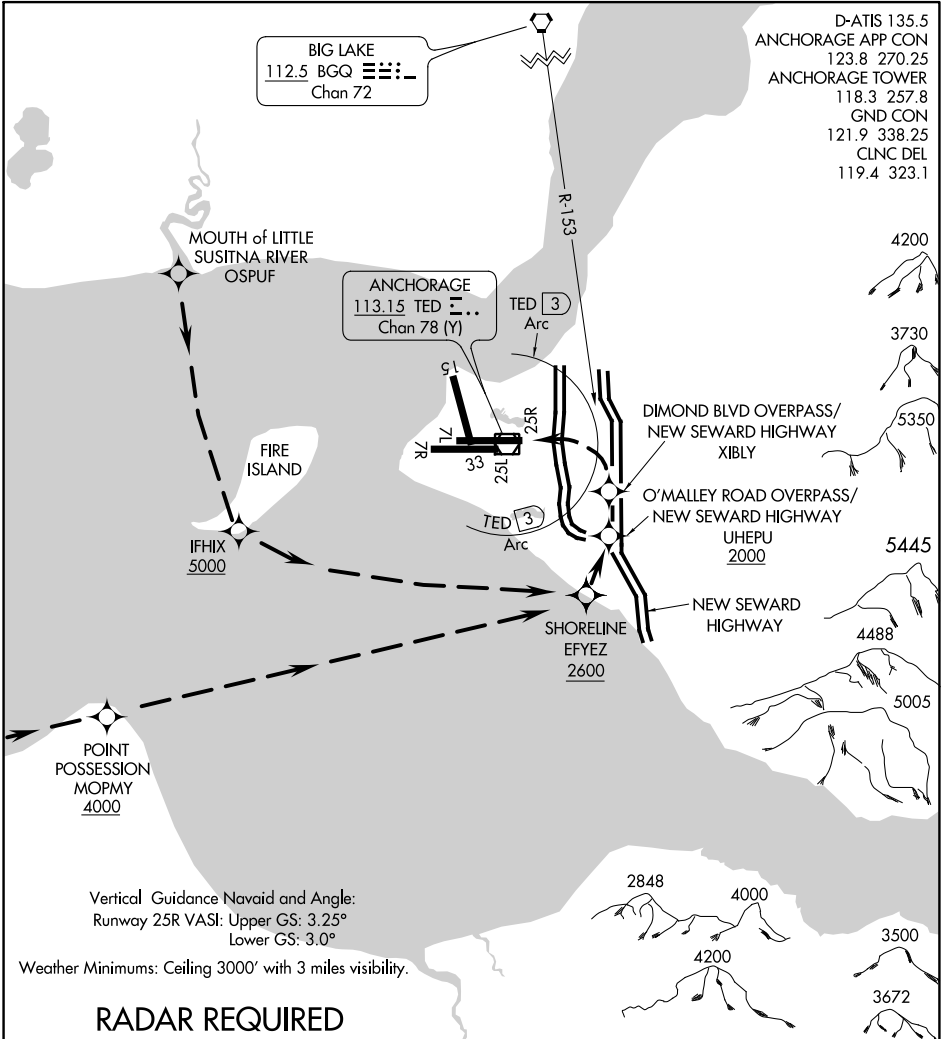 BIG LAKE
112.5 BGQ
Chan 72
D-ATIS 135.5
ANCHORAGE APP CON
123.8 270.25
ANCHORAGE TOWER
118.3 257.8
GND CON
121.9 338.25
CLNC DEL
119.4 323.1
R-153
MOUTH of LITTLE
SUSITNA RIVER
OSPUF
ANCHORAGE
113.15 TED
Chan 78 (Y)
TED 3
Arc
4200
3730
5350
15
7L
7R
33
25L
25R
DIMOND BLVD OVERPASS/
NEW SEWARD HIGHWAY
XIBLY
FIRE
ISLAND
O'MALLEY ROAD OVERPASS/
NEW SEWARD HIGHWAY
UHEPU
2000
TED 3
Arc
IFHIX
5000
5445
NEW SEWARD
HIGHWAY
SHORELINE
EFYEZ
2600
4488
5005
POINT
POSSESSION
MOPMY
4000
Vertical Guidance Navaid and Angle:
Runway 25R VASI: Upper GS: 3.25°
Lower GS: 3.0°
Weather Minimums: Ceiling 3000' with 3 miles visibility.
RADAR REQUIRED
2848
4000
4200
3500
3672